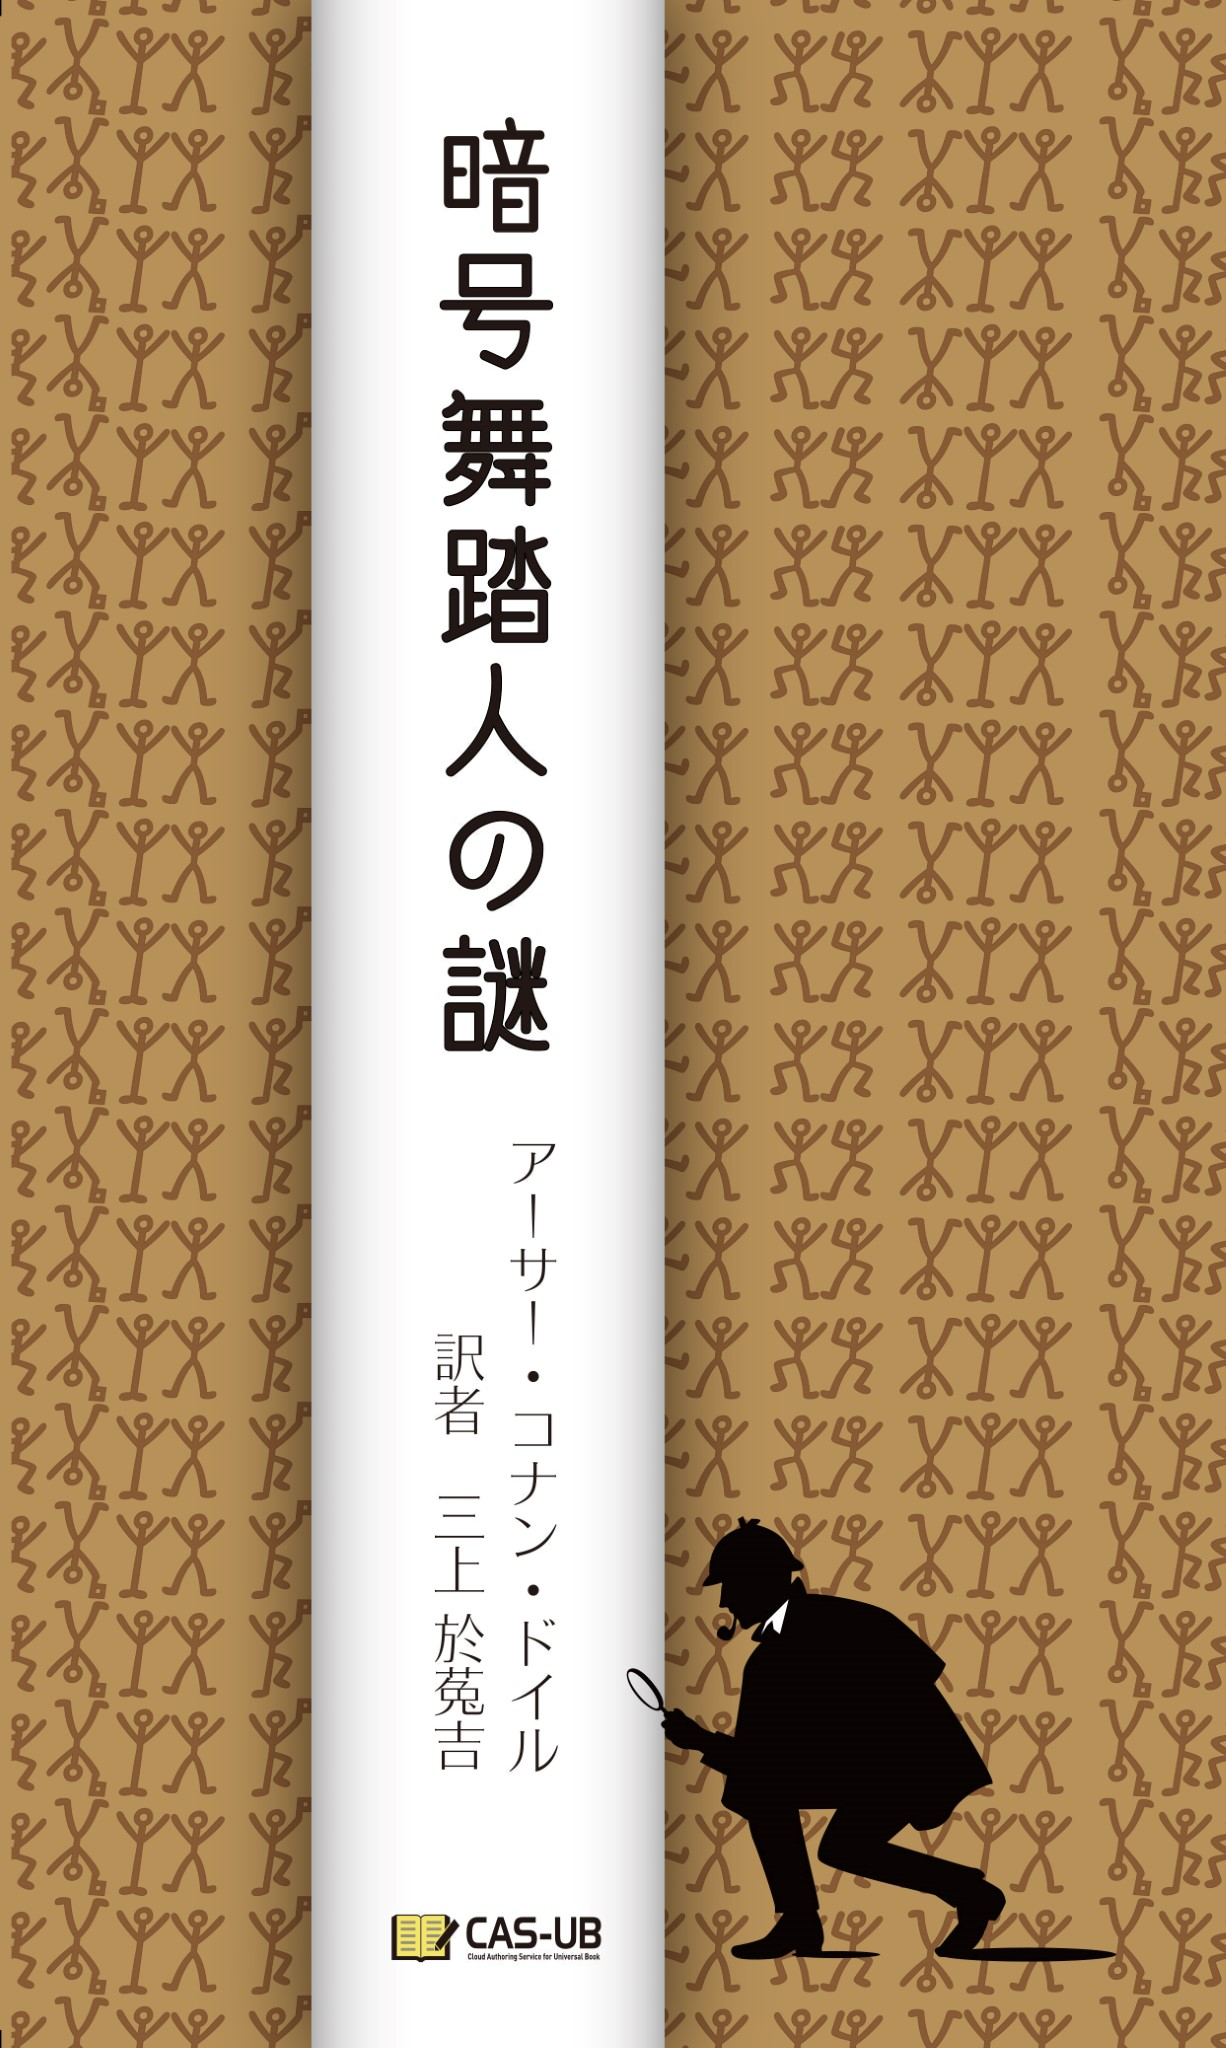 暗号舞踏人の謎
アーサー・コナン・ドイル
訳者　三上 於菟吉
CAS-UB
Cloud Authoring Service for Universal Book